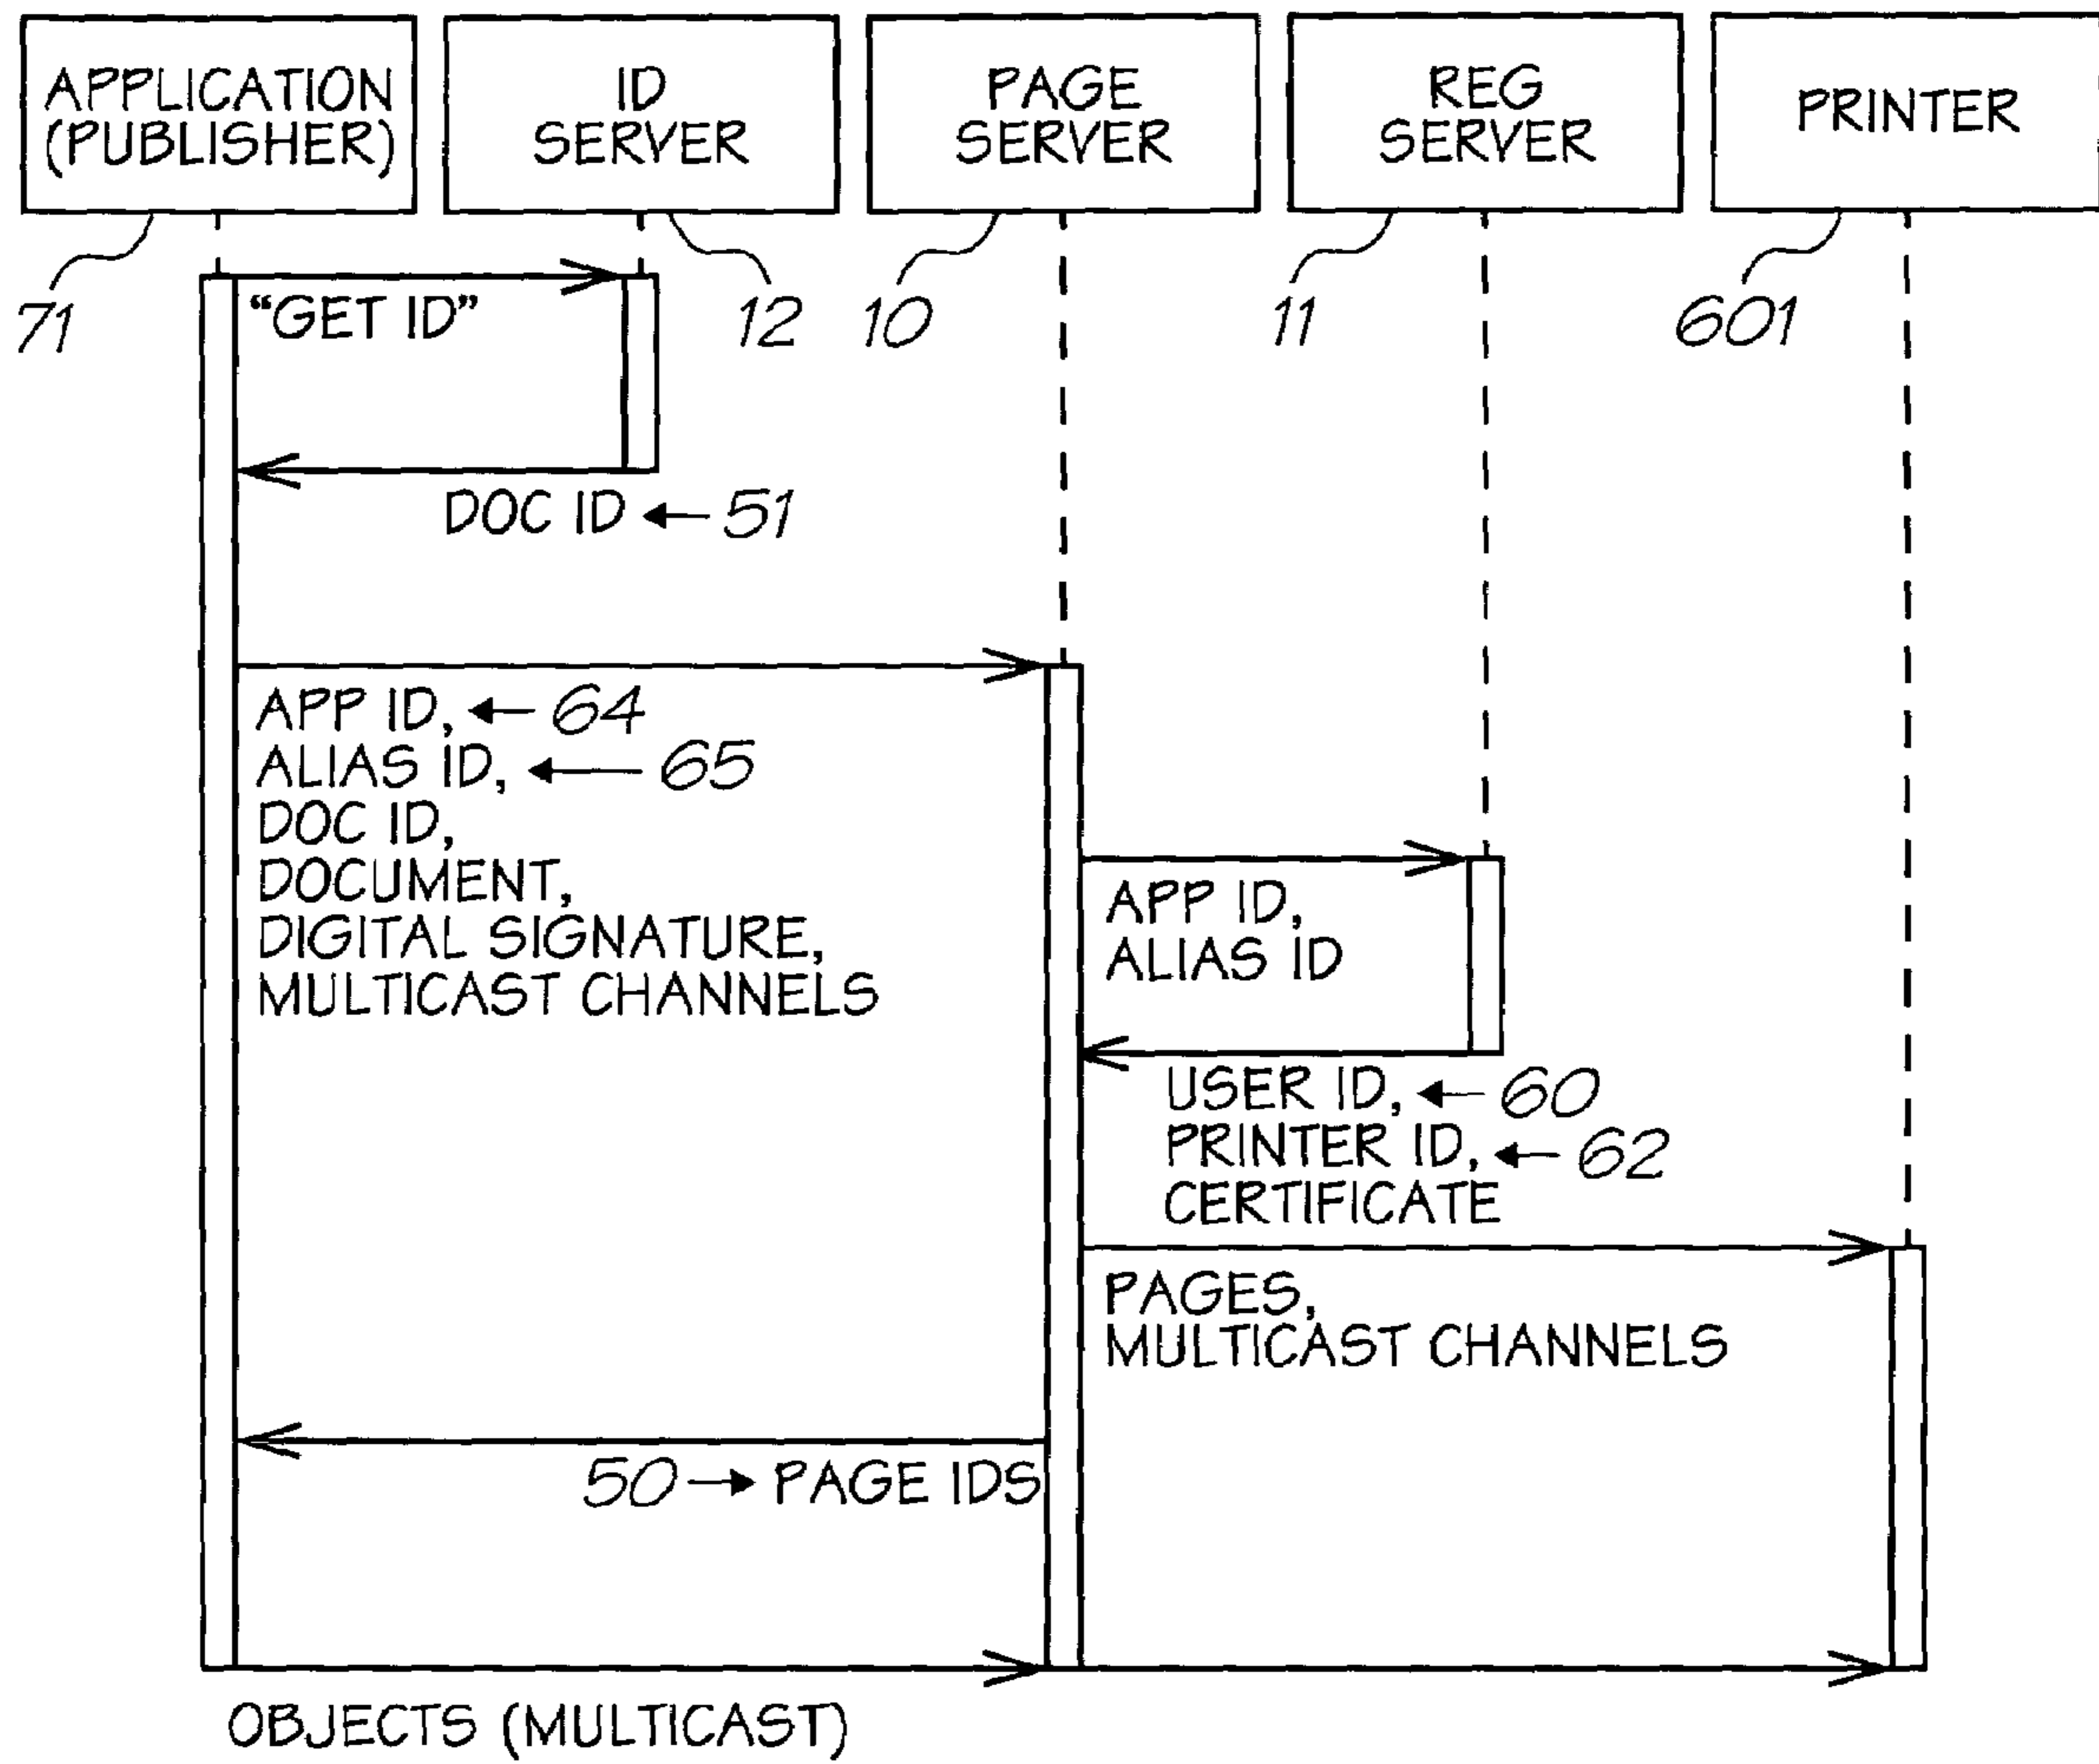 APPLICATION
(PUBLISHER)
ID
SERVER
PAGE
SERVER
REG
SERVER
PRINTER
71
12
10
11
601
“GET ID”
DOC ID 51
APP ID, 64
ALIAS ID, 65
DOC ID,
DOCUMENT,
DIGITAL SIGNATURE,
MULTICAST CHANNELS
APP ID,
ALIAS ID
USER ID, 60
PRINTER ID, 62
CERTIFICATE
PAGES,
MULTICAST CHANNELS
50 PAGE IDS
OBJECTS (MULTICAST)